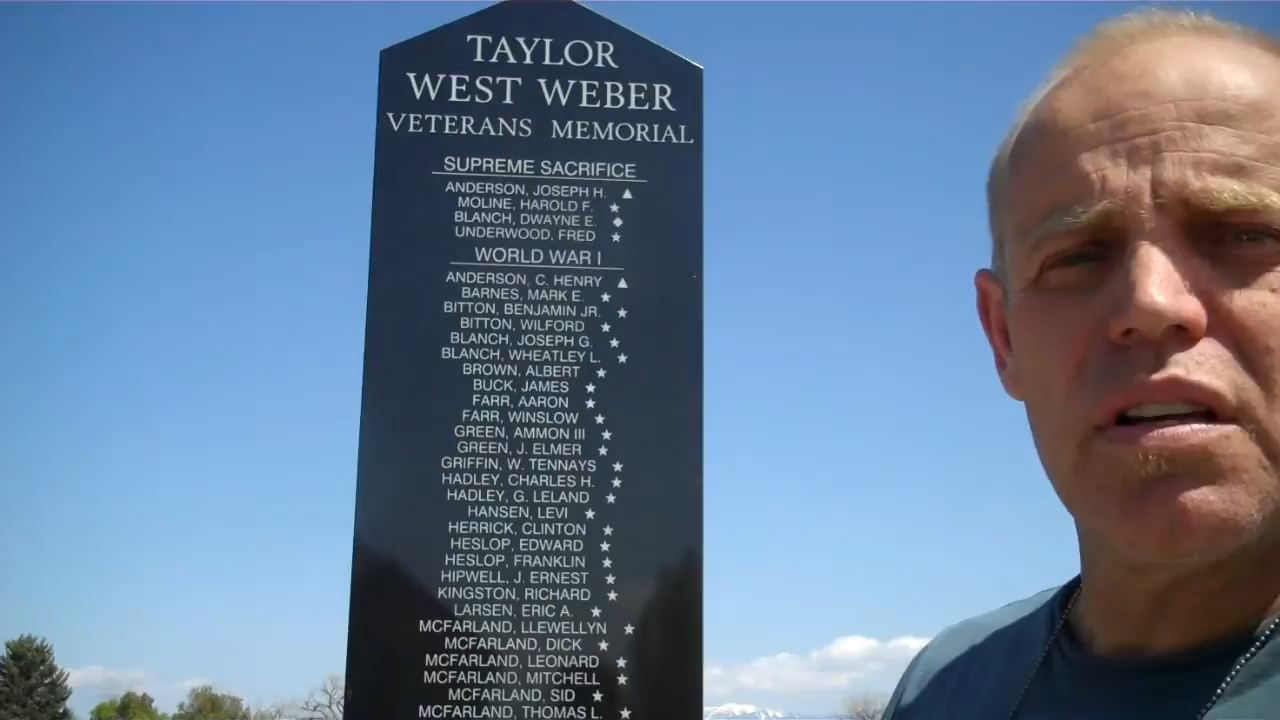 TAYLOR
WEST WEBER
VETERANS MEMORIAL
SUPREME SACRIFICE
ANDERSON, JOSEPH H. ▲
MOLINE, HAROLD F. ★
BLANCH, DWAYNE E. ◆
UNDERWOOD, FRED ★
WORLD WAR I
ANDERSON, C. HENRY ▲
BARNES, MARK E. ★
BITTON, BENJAMIN JR. ★
BITTON, WILFORD ★
BLANCH, JOSEPH G. ★
BLANCH, WHEATLEY L. ★
BROWN, ALBERT ★
BUCK, JAMES ★
FARR, AARON ★
FARR, WINSLOW ★
GREEN, AMMON III ★
GREEN, J. ELMER ★
GRIFFIN, W. TENNAYS ★
HADLEY, CHARLES H. ★
HADLEY, G. LELAND ★
HANSEN, LEVI ★
HERRICK, CLINTON ★
HESLOP, EDWARD ★
HESLOP, FRANKLIN ★
HIPWELL, J. ERNEST ★
KINGSTON, RICHARD ★
LARSEN, ERIC A. ★
MCFARLAND, LLEWELLYN ★
MCFARLAND, DICK ★
MCFARLAND, LEONARD ★
MCFARLAND, MITCHELL ★
MCFARLAND, SID ★
MCFARLAND, THOMAS L. ★